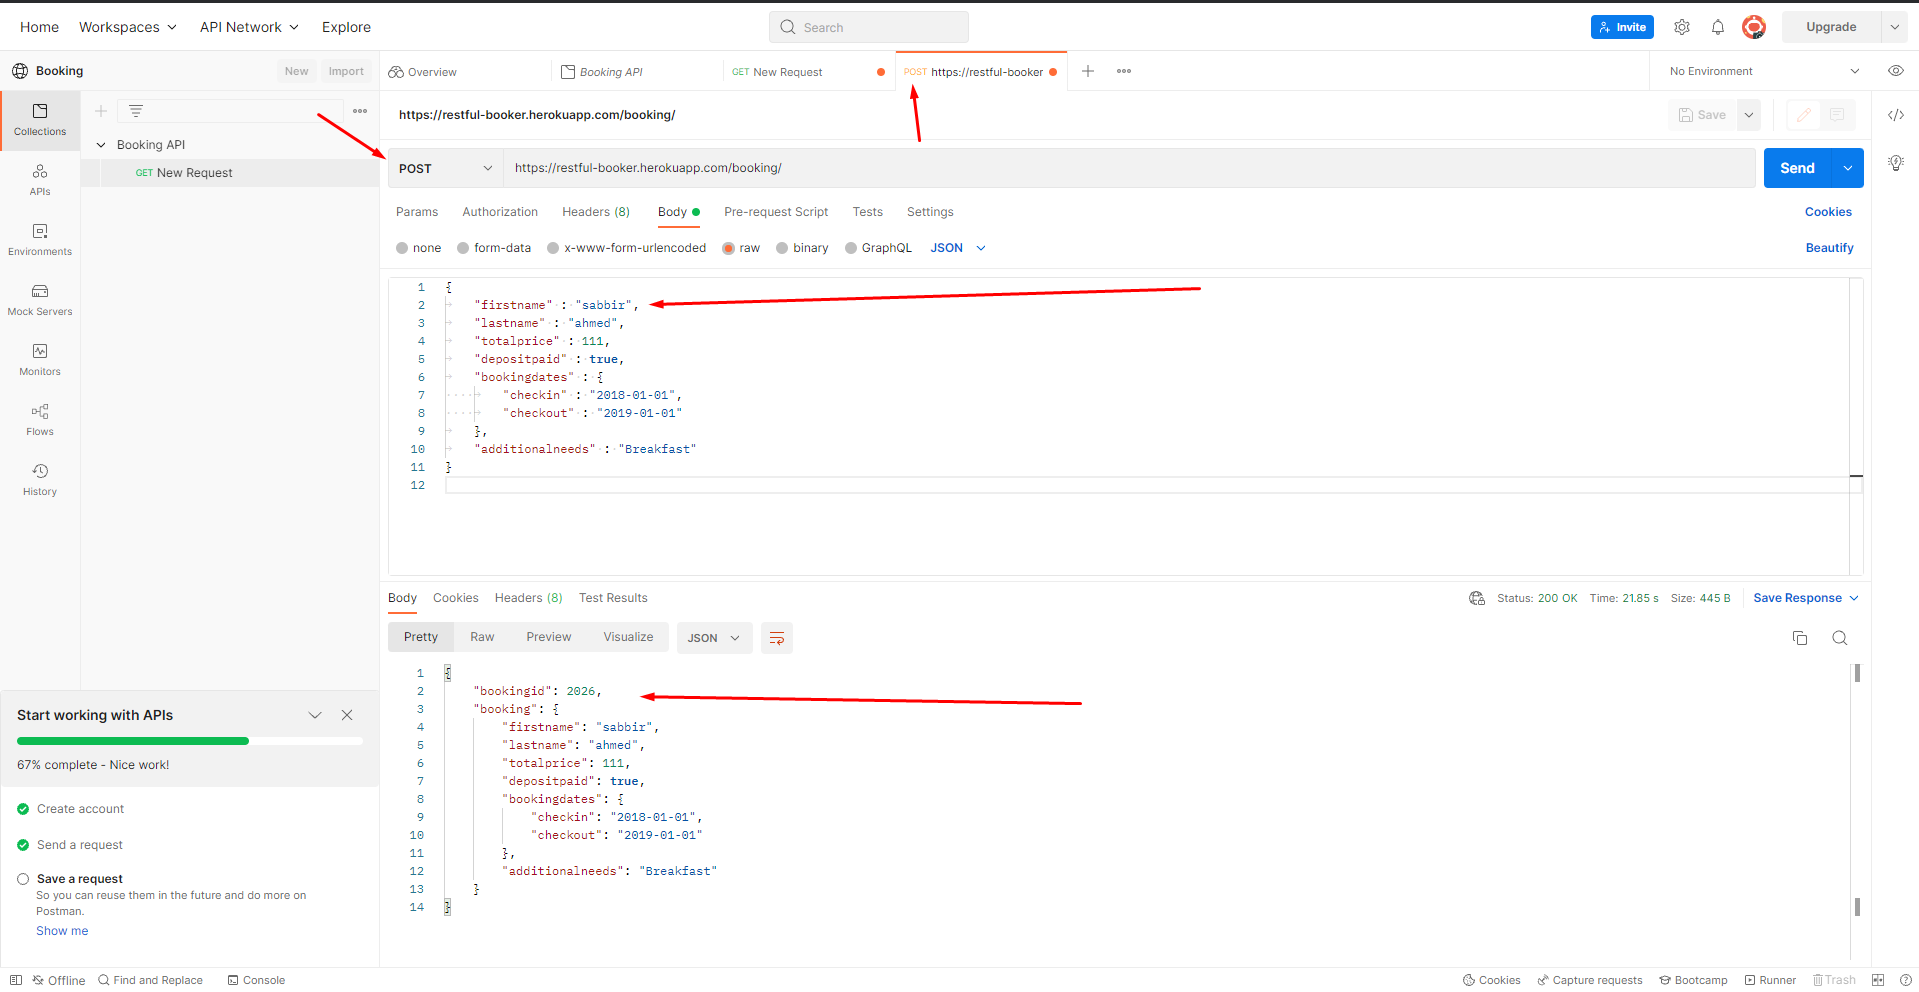 Home Workspaces API Network Explore Search Invite Upgrade
Booking New Import Overview Booking API GET New Request POST https://restful-booker No Environment
Collections
https://restful-booker.herokuapp.com/booking/ Save
Booking API
GET New Request
POST https://restful-booker.herokuapp.com/booking/ Send
APIs
Params Authorization Headers (8) Body Pre-request Script Tests Settings Cookies
Environments
none form-data x-www-form-urlencoded raw binary GraphQL JSON Beautify
Mock Servers
Monitors
Flows
History
1 {
2 "firstname" : "sabbir",
3 "lastname" : "ahmed",
4 "totalprice" : 111,
5 "depositpaid" : true,
6 "bookingdates" : {
7 "checkin" : "2018-01-01",
8 "checkout" : "2019-01-01"
9 },
10 "additionalneeds" : "Breakfast"
11 }
12
Body Cookies Headers (8) Test Results Status: 200 OK Time: 21.85 s Size: 445 B Save Response
Pretty Raw Preview Visualize JSON
1 {
2 "bookingid": 2026,
3 "booking": {
4 "firstname": "sabbir",
5 "lastname": "ahmed",
6 "totalprice": 111,
7 "depositpaid": true,
8 "bookingdates": {
9 "checkin": "2018-01-01",
10 "checkout": "2019-01-01"
11 },
12 "additionalneeds": "Breakfast"
13 }
14 }
Start working with APIs
67% complete - Nice work!
Create account
Send a request
Save a request
So you can reuse them in the future and do more on
Postman.
Show me
Offline Find and Replace Console Cookies Capture requests Bootcamp Runner Trash